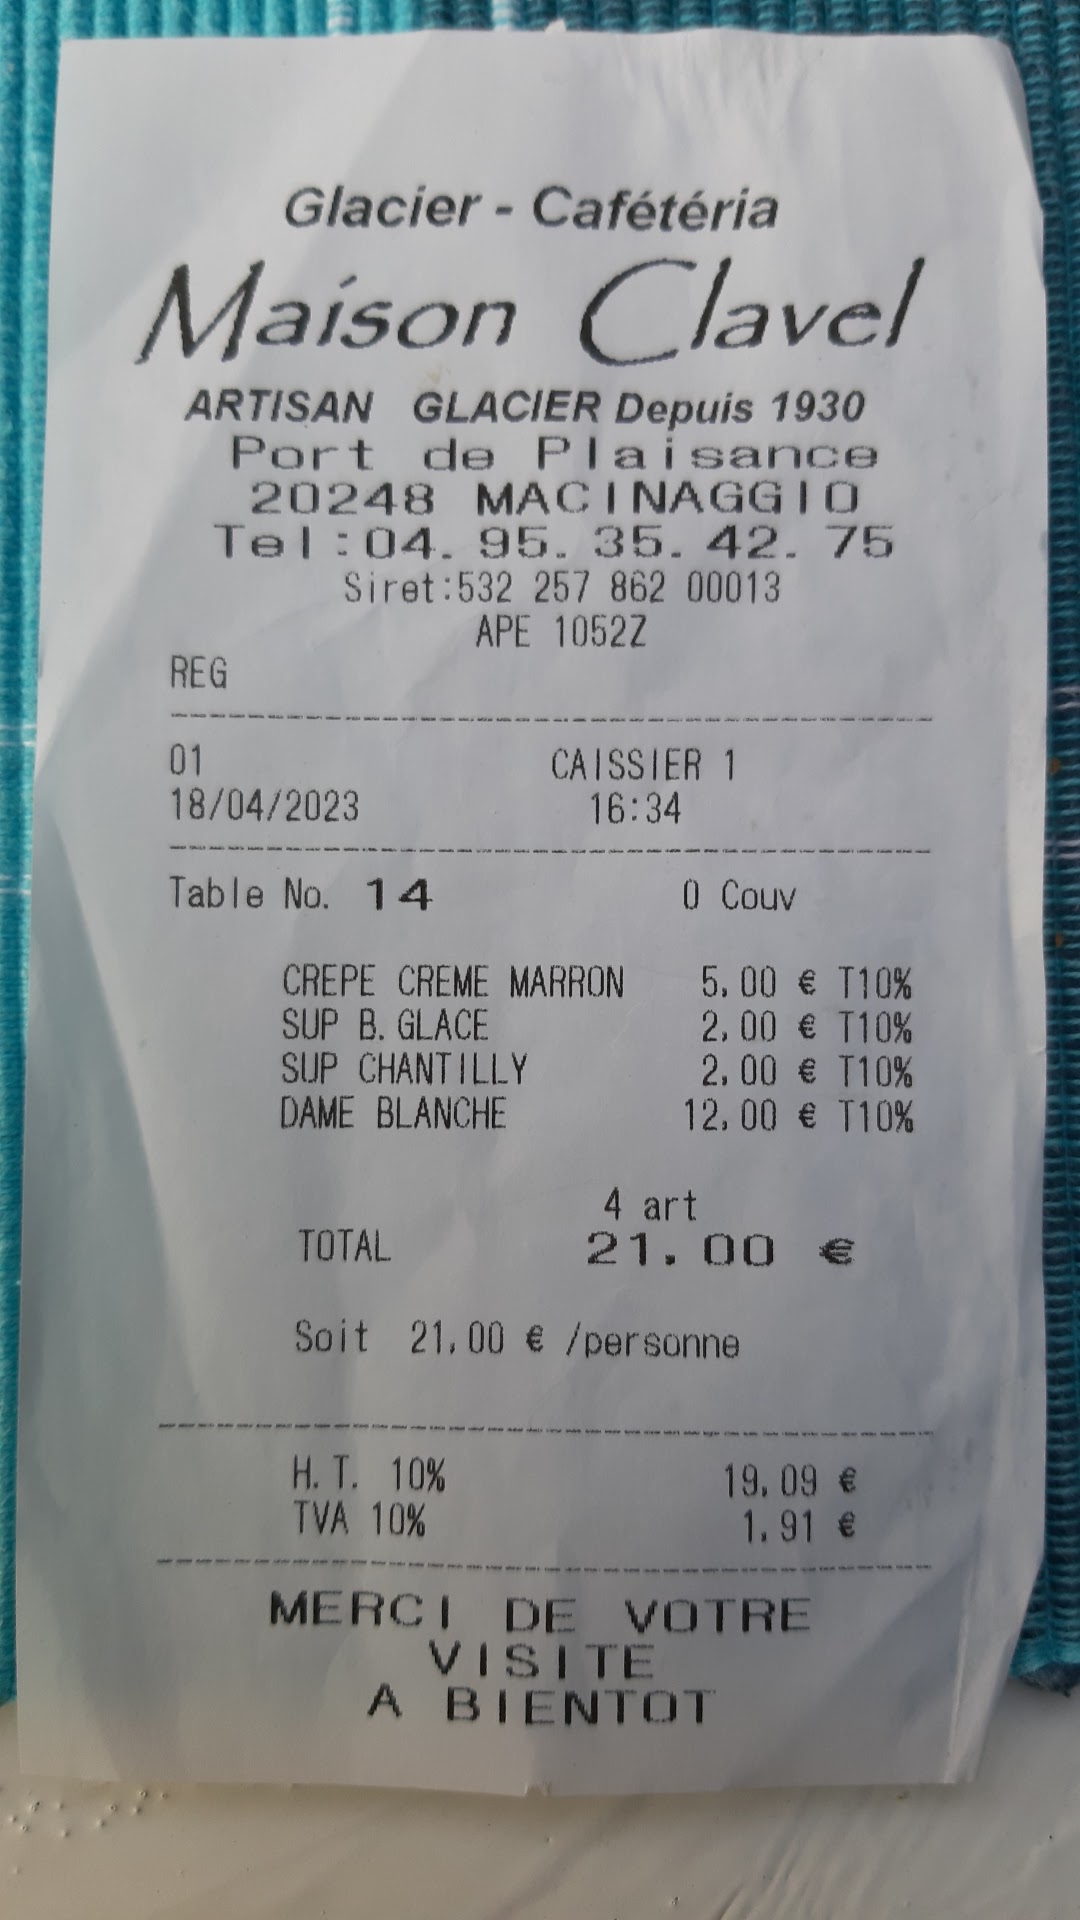 Glacier - Cafétéria
Maison Clavel
ARTISAN GLACIER Depuis 1930
Port de Plaisance
20248 MACINAGGIO
Tel:04.95.35.42.75
Siret:532 257 862 00013
APE 1052Z
REG
01 CAISSIER 1
18/04/2023 16:34
Table No. 14 0 Couv
CREPE CREME MARRON 5,00 € T10%
SUP B.GLACE 2,00 € T10%
SUP CHANTILLY 2,00 € T10%
DAME BLANCHE 12,00 € T10%
4 art
TOTAL 21.00 €
Soit 21,00 € /personne
H.T. 10% 19,09 €
TVA 10% 1,91 €
MERCI DE VOTRE
VISITE
A BIENTOT